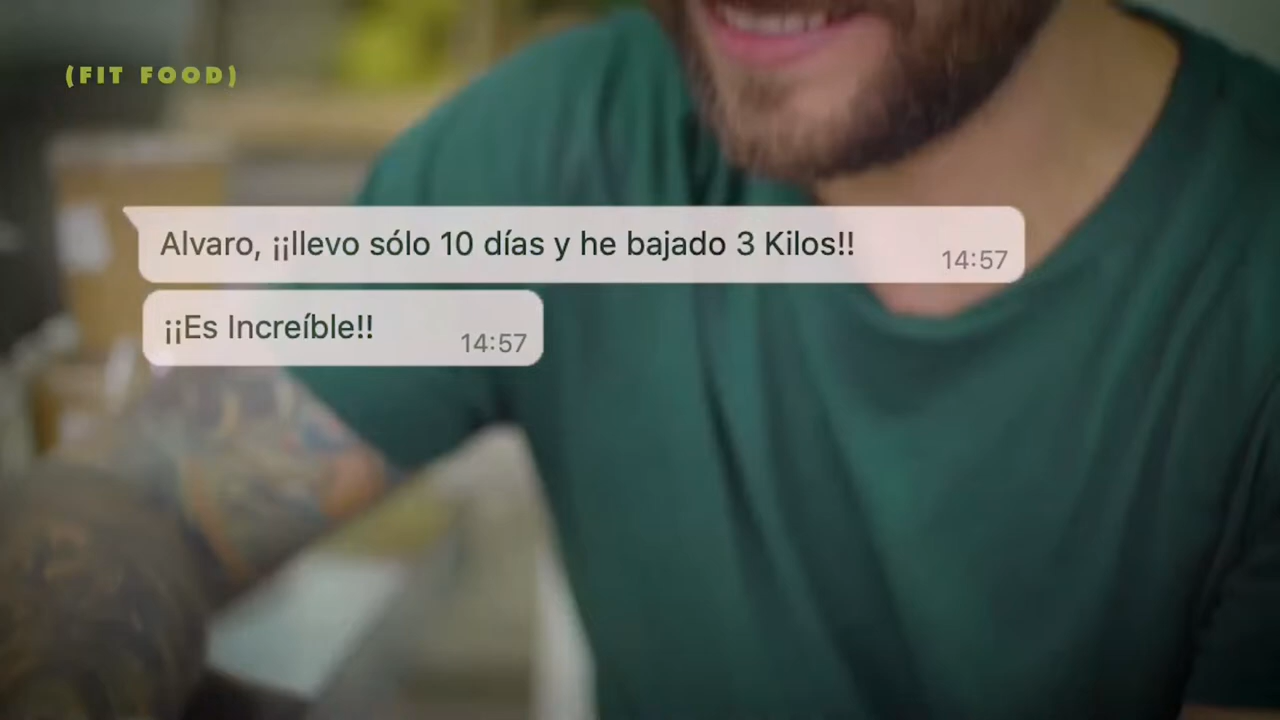 (FIT FOOD)
Alvaro, ¡¡llevo sólo 10 días y he bajado 3 Kilos!!
14:57
¡¡Es Increíble!!
14:57